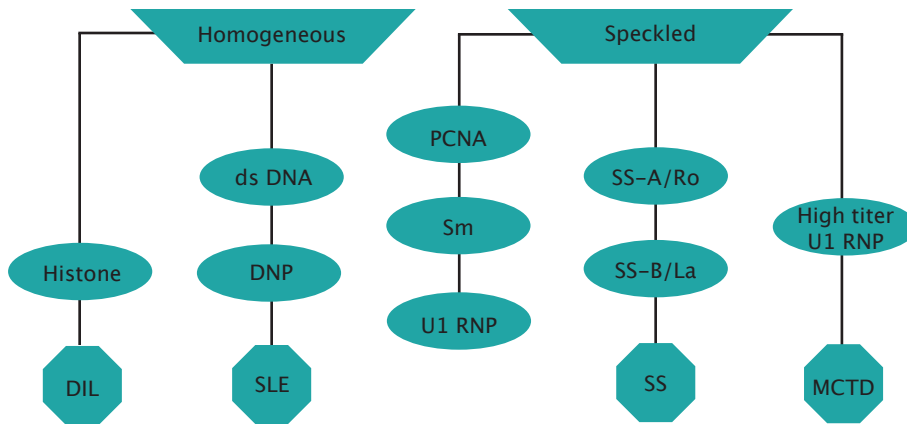 Homogeneous
Speckled
PCNA
ds DNA
SS-A/Ro
High titer
U1 RNP
Sm
Histone
DNP
SS-B/La
U1 RNP
DIL
SLE
SS
MCTD